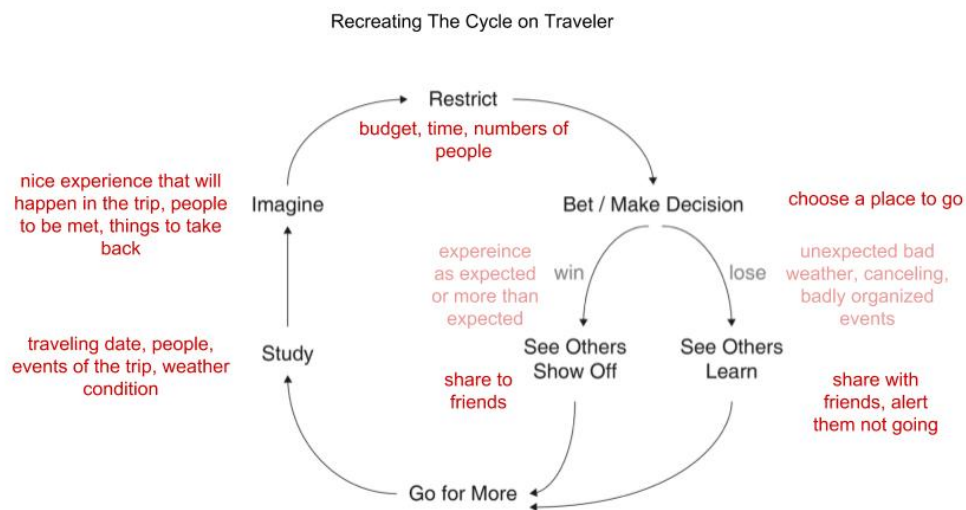 Recreating The Cycle on Traveler
Restrict
budget, time, numbers of
people
nice experience that will
happen in the trip, people
to be met, things to take
back
Imagine
Bet / Make Decision
choose a place to go
expereince
as expected
or more than
expected
win
lose
unexpected bad
weather, canceling,
badly organized
events
traveling date, people,
events of the trip, weather
condition
Study
See Others
Show Off
See Others
Learn
share to
friends
share with
friends, alert
them not going
Go for More